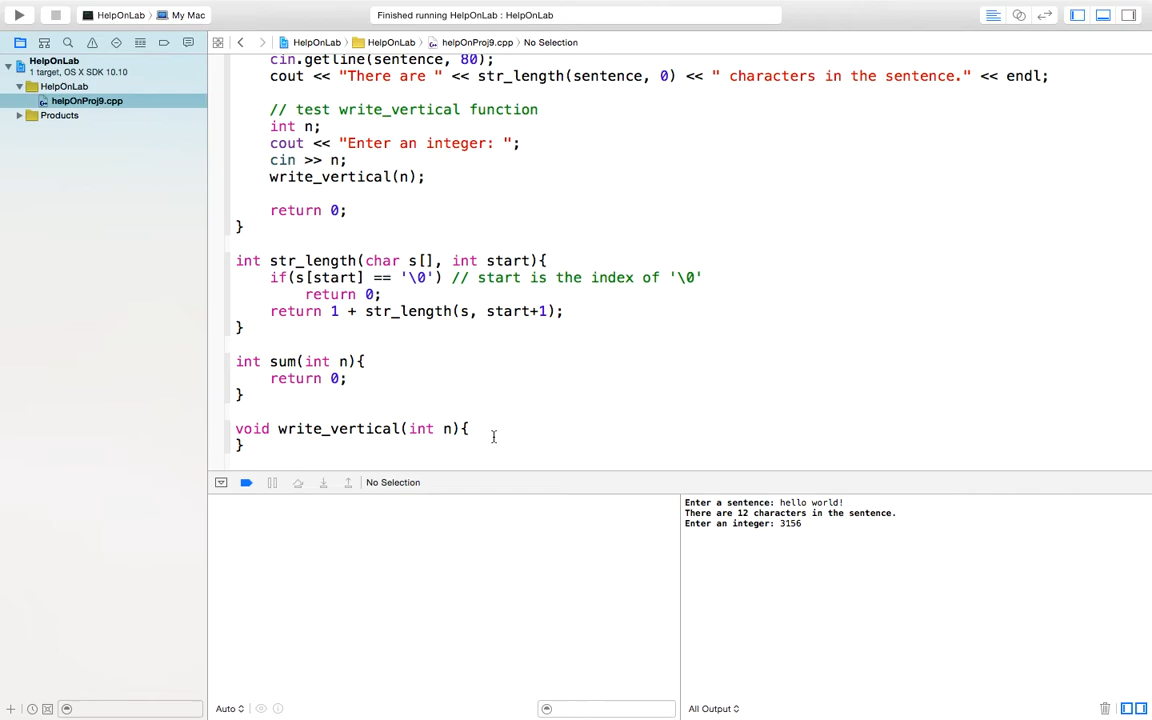 HelpOnLab
My Mac
Finished running HelpOnLab : HelpOnLab
HelpOnLab
1 target, OS X SDK 10.10
HelpOnLab
helpOnProj9.cpp
Products
HelpOnLab
HelpOnLab
helpOnProj9.cpp
No Selection
cin.getline(sentence, 80);
cout << "There are " << str_length(sentence, 0) << " characters in the sentence." << endl;
// test write_vertical function
int n;
cout << "Enter an integer: ";
cin >> n;
write_vertical(n);
return 0;
}
int str_length(char s[], int start){
if(s[start] == '\0') // start is the index of '\0'
return 0;
return 1 + str_length(s, start+1);
}
int sum(int n){
return 0;
}
void write_vertical(int n){
}
No Selection
Enter a sentence: hello world!
There are 12 characters in the sentence.
Enter an integer: 3156
Auto
All Output